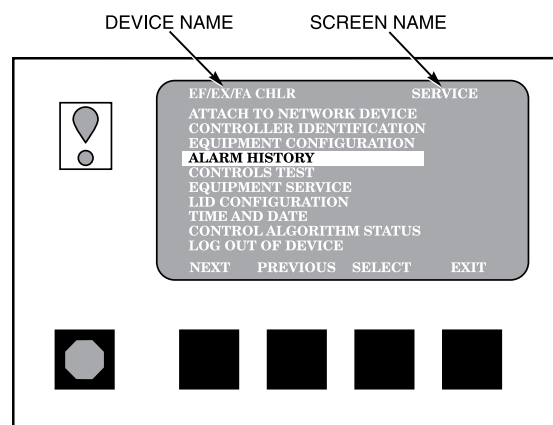 DEVICE NAME SCREEN NAME
EF/EX/FA CHLR SERVICE
ATTACH TO NETWORK DEVICE
CONTROLLER IDENTIFICATION
EQUIPMENT CONFIGURATION
ALARM HISTORY
CONTROLS TEST
EQUIPMENT SERVICE
LID CONFIGURATION
TIME AND DATE
CONTROL ALGORITHM STATUS
LOG OUT OF DEVICE
NEXT PREVIOUS SELECT EXIT